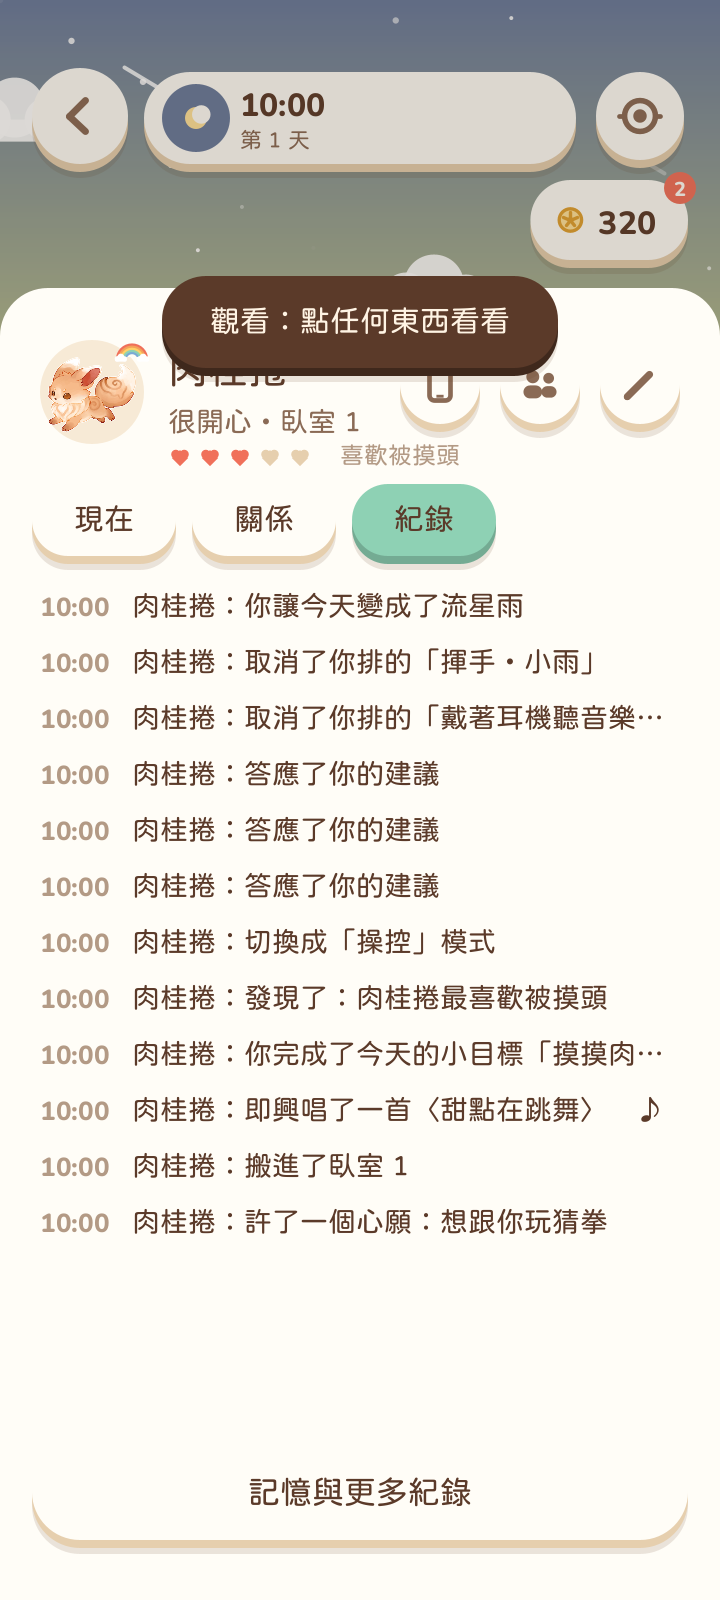 10:00
第 1 天
2
320
觀看：點任何東西看看
肉桂捲
很開心・臥室 1
喜歡被摸頭
現在
關係
紀錄
10:00 肉桂捲：你讓今天變成了流星雨
10:00 肉桂捲：取消了你排的「揮手・小雨」
10:00 肉桂捲：取消了你排的「戴著耳機聽音樂…
10:00 肉桂捲：答應了你的建議
10:00 肉桂捲：答應了你的建議
10:00 肉桂捲：答應了你的建議
10:00 肉桂捲：切換成「操控」模式
10:00 肉桂捲：發現了：肉桂捲最喜歡被摸頭
10:00 肉桂捲：你完成了今天的小目標「摸摸肉…
10:00 肉桂捲：即興唱了一首〈甜點在跳舞〉 ♪
10:00 肉桂捲：搬進了臥室 1
10:00 肉桂捲：許了一個心願：想跟你玩猜拳
記憶與更多紀錄